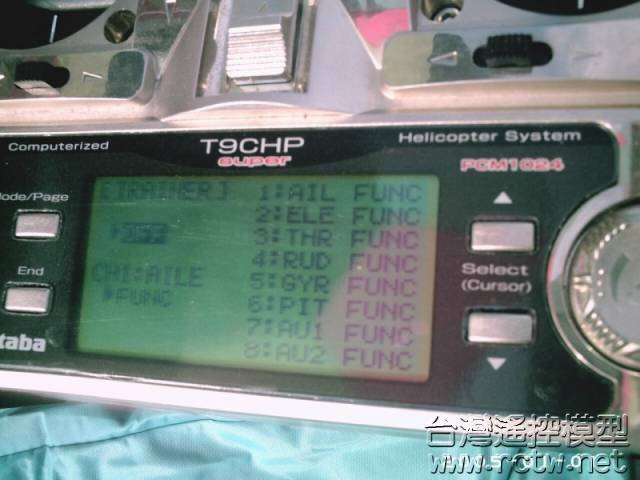 Computerized
T9CHP
super
Helicopter System
PCM1024
Mode/Page
End
taba
[TRAINER]
OFF
CH1:AILE
FUNC
1:AIL FUNC
2:ELE FUNC
3:THR FUNC
4:RUD FUNC
5:GYR FUNC
6:PIT FUNC
7:AU1 FUNC
8:AU2 FUNC
Select
(Cursor)
台灣遙控模型
www.rctw.net